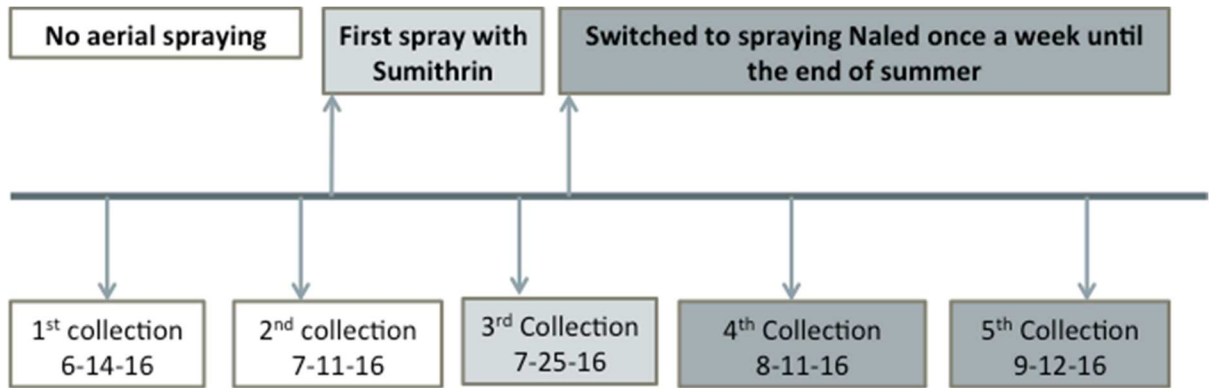 No aerial spraying
First spray with
Sumithrin
Switched to spraying Naled once a week until
the end of summer
1st collection
6-14-16
2nd collection
7-11-16
3rd Collection
7-25-16
4th Collection
8-11-16
5th Collection
9-12-16